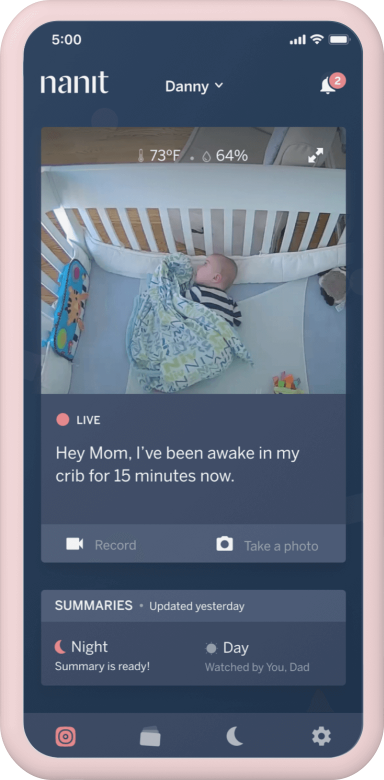 5:00
nanit
Danny
2
73°F • 64%
LIVE
Hey Mom, I've been awake in my
crib for 15 minutes now.
Record Take a photo
SUMMARIES • Updated yesterday
Night Day
Summary is ready! Watched by You, Dad